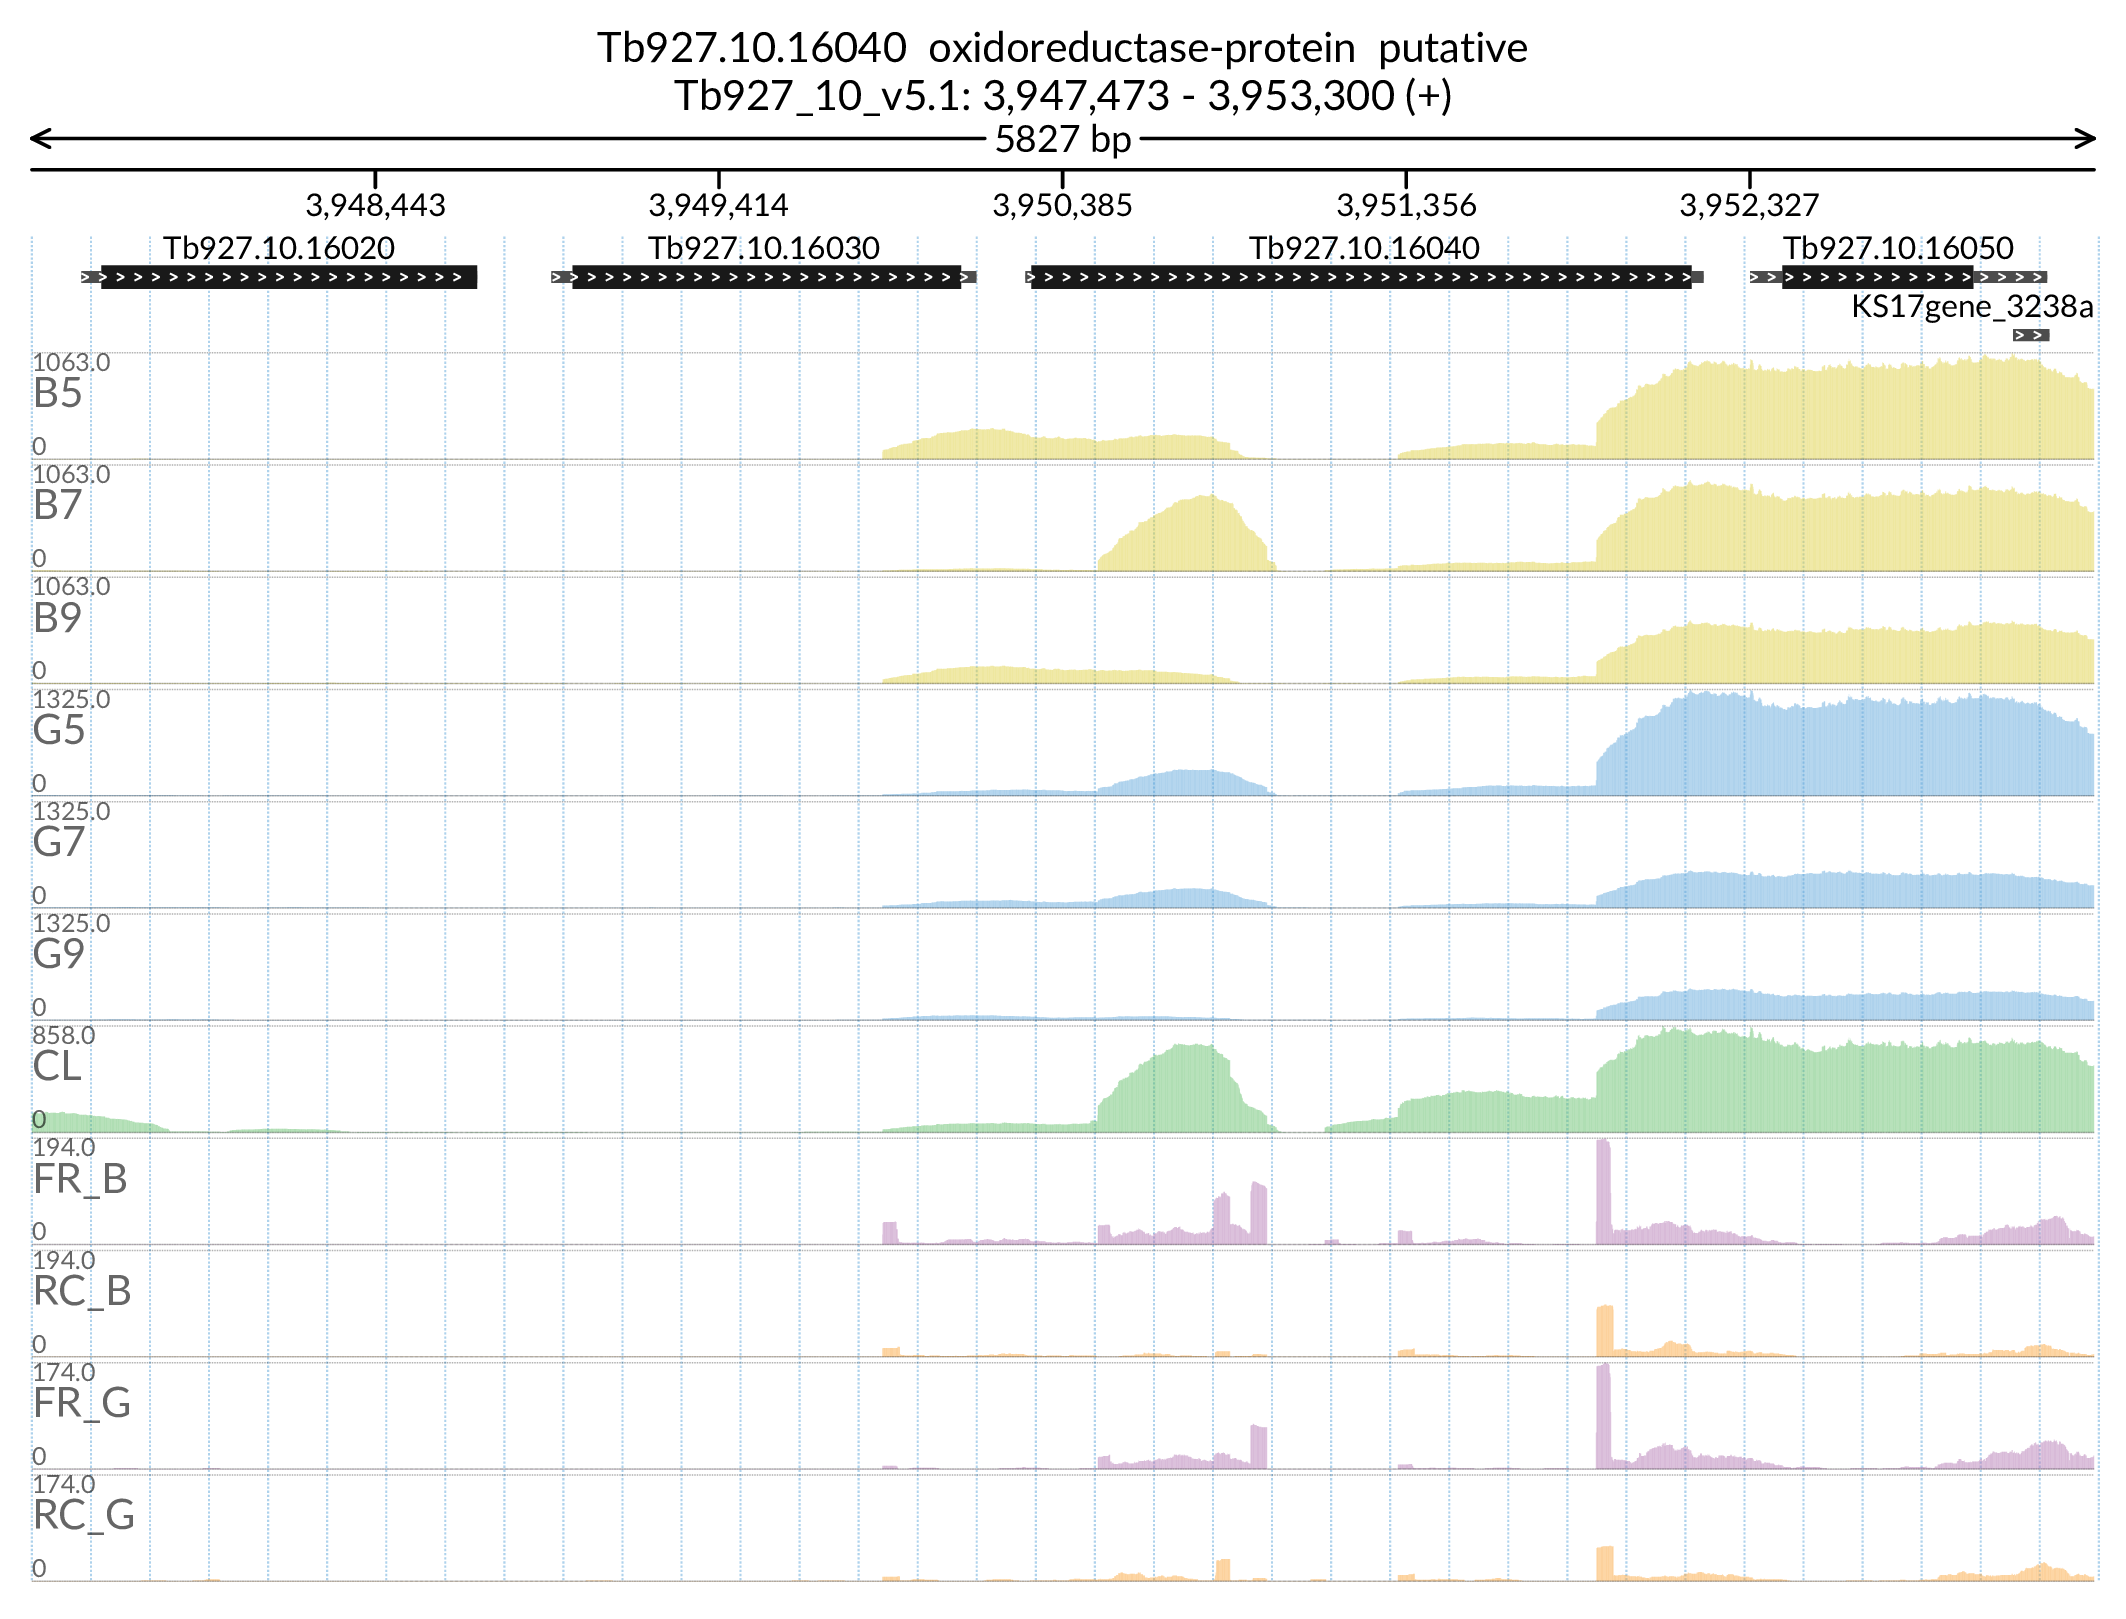 Tb927.10.16040 oxidoreductase-protein putative
Tb927_10_v5.1: 3,947,473 - 3,953,300 (+)
5827 bp
3,948,443 3,949,414 3,950,385 3,951,356 3,952,327
Tb927.10.16020 Tb927.10.16030 Tb927.10.16040 Tb927.10.16050
KS17gene_3238a
1063.0
B5
0
1063.0
B7
0
1063.0
B9
0
1325.0
G5
0
1325.0
G7
0
1325.0
G9
0
858.0
CL
0
194.0
FR_B
0
194.0
RC_B
0
174.0
FR_G
0
174.0
RC_G
0